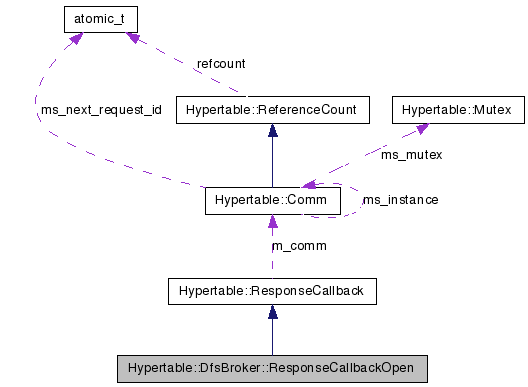 atomic_t
refcount
ms_next_request_id
Hypertable::ReferenceCount
Hypertable::Mutex
ms_mutex
Hypertable::Comm
ms_instance
m_comm
Hypertable::ResponseCallback
Hypertable::DfsBroker::ResponseCallbackOpen